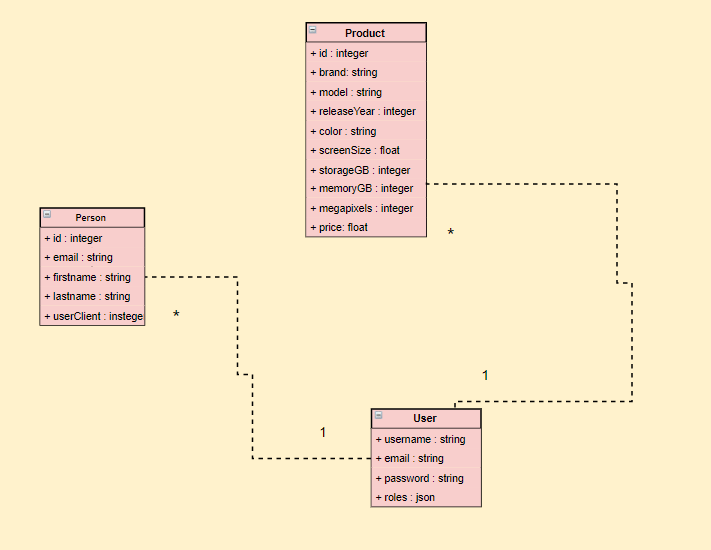 Product
+ id : integer
+ brand: string
+ model : string
+ releaseYear : integer
+ color : string
+ screenSize : float
+ storageGB : integer
+ memoryGB : integer
+ megapixels : integer
+ price: float
*
Person
+ id : integer
+ email : string
+ firstname : string
+ lastname : string
+ userClient : insteger
*
1
1
User
+ username : string
+ email : string
+ password : string
+ roles : json